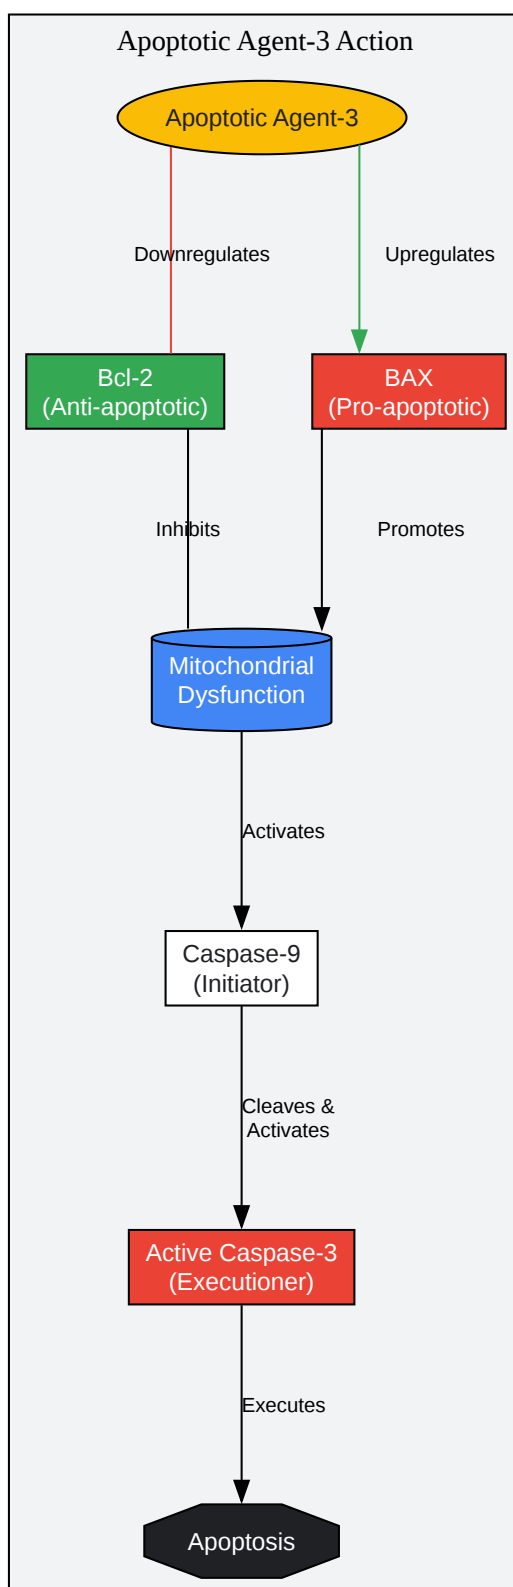 Apoptotic Agent-3 Action
Apoptotic Agent-3
Downregulates
Upregulates
Bcl-2
(Anti-apoptotic)
BAX
(Pro-apoptotic)
Inhibits
Promotes
Mitochondrial
Dysfunction
Activates
Caspase-9
(Initiator)
Cleaves &
Activates
Active Caspase-3
(Executioner)
Executes
Apoptosis